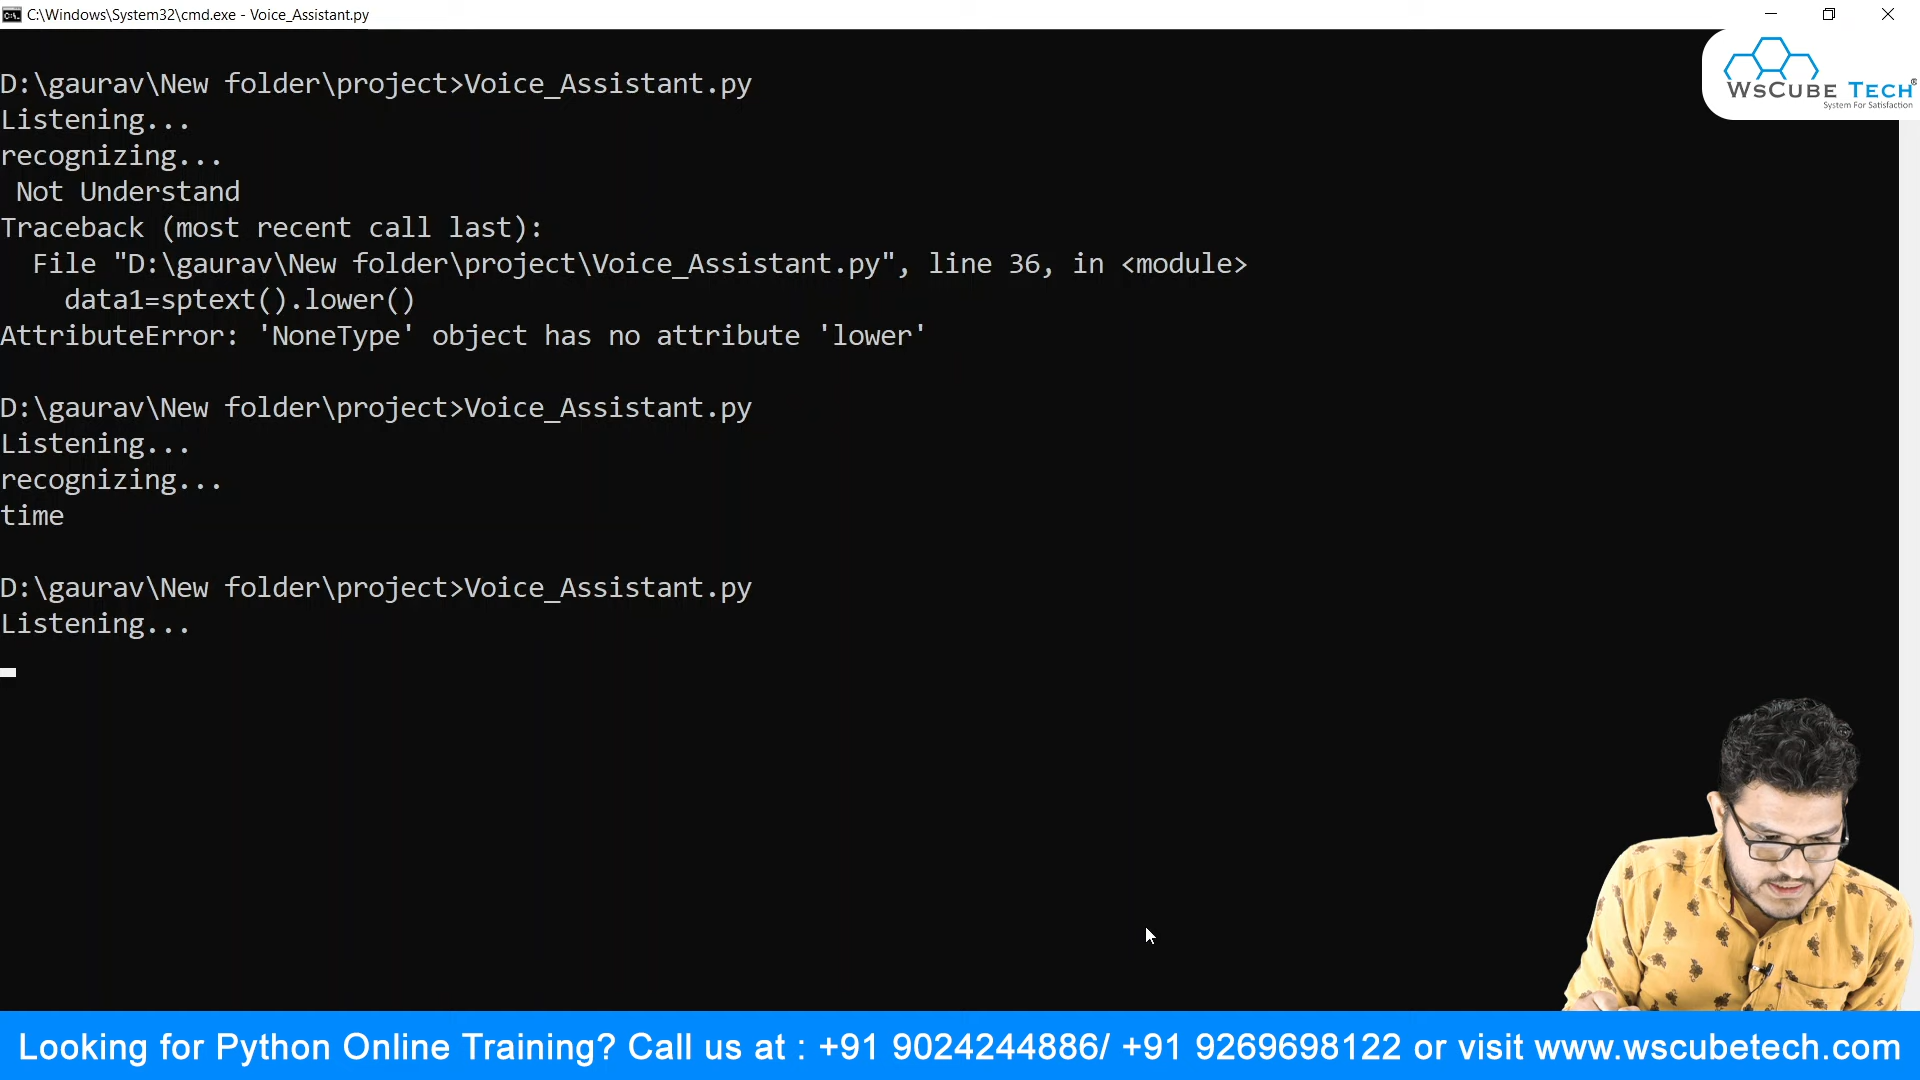 C:\Windows\System32\cmd.exe - Voice_Assistant.py
D:\gaurav\New folder\project>Voice_Assistant.py
Listening...
recognizing...
 Not Understand
Traceback (most recent call last):
  File "D:\gaurav\New folder\project\Voice_Assistant.py", line 36, in <module>
    data1=sptext().lower()
AttributeError: 'NoneType' object has no attribute 'lower'
D:\gaurav\New folder\project>Voice_Assistant.py
Listening...
recognizing...
time
D:\gaurav\New folder\project>Voice_Assistant.py
Listening...
WsCube Tech®
System For Satisfaction
Looking for Python Online Training? Call us at : +91 9024244886/ +91 9269698122 or visit www.wscubetech.com